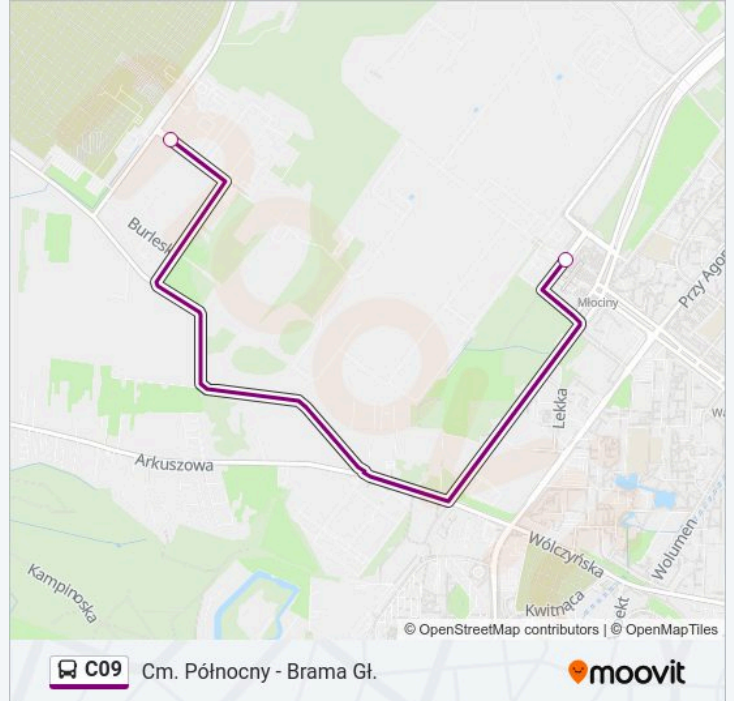 Burlesk
Młociny
Przy Agor
Lekka
Arkuszowa
Wólczyńska
Wolumen
Kwitnąca
ekt
Kampinoska
© OpenStreetMap contributors | © OpenMapTiles
C09 Cm. Północny - Brama Gł.
moovit